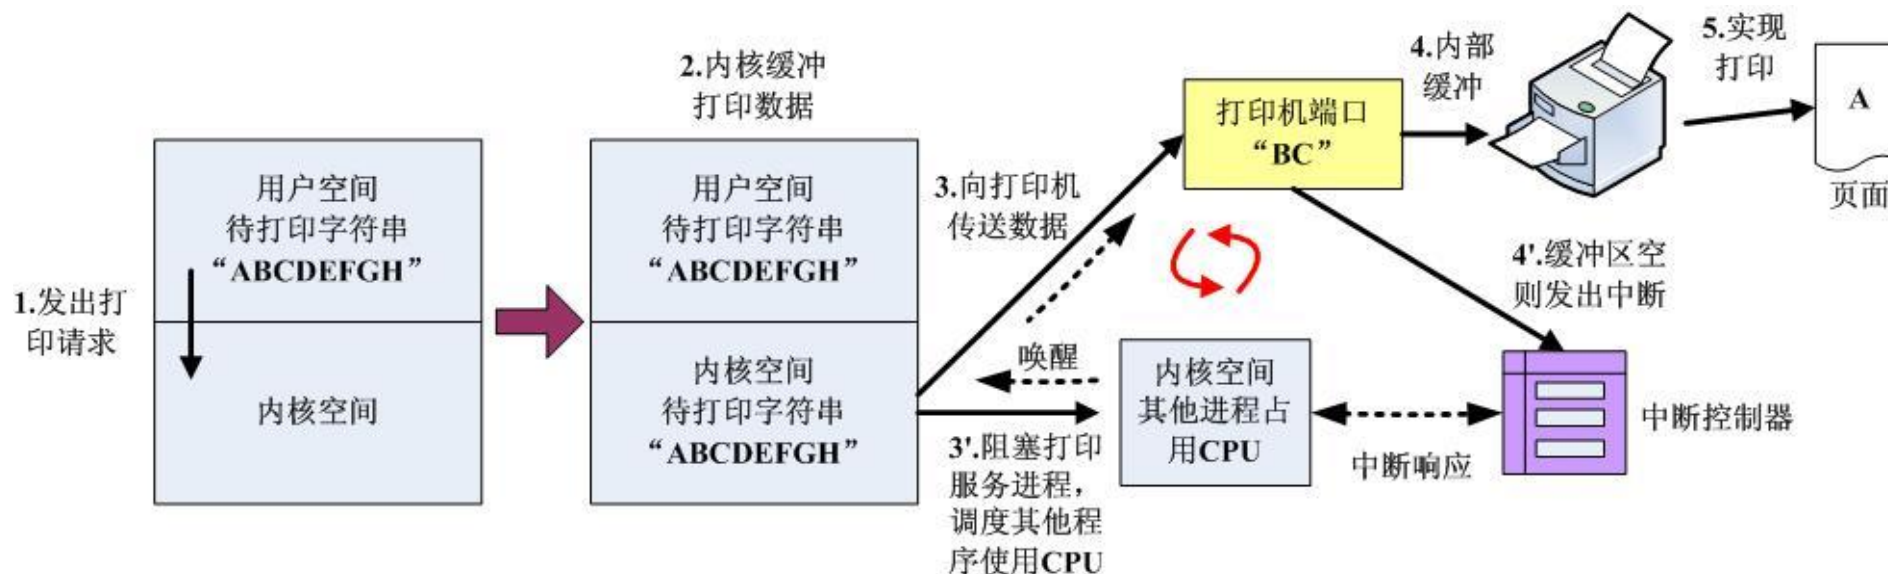 1.发出打
印请求
用户空间
待打印字符串
“ABCDEFGH”
内核空间
2.内核缓冲
打印数据
用户空间
待打印字符串
“ABCDEFGH”
内核空间
待打印字符串
“ABCDEFGH”
3.向打印机
传送数据
唤醒
3'.阻塞打印
服务进程，
调度其他程
序使用CPU
打印机端口
“BC”
内核空间
其他进程占
用CPU
4.内部
缓冲
4'.缓冲区空
则发出中断
中断响应
中断控制器
5.实现
打印
A
页面